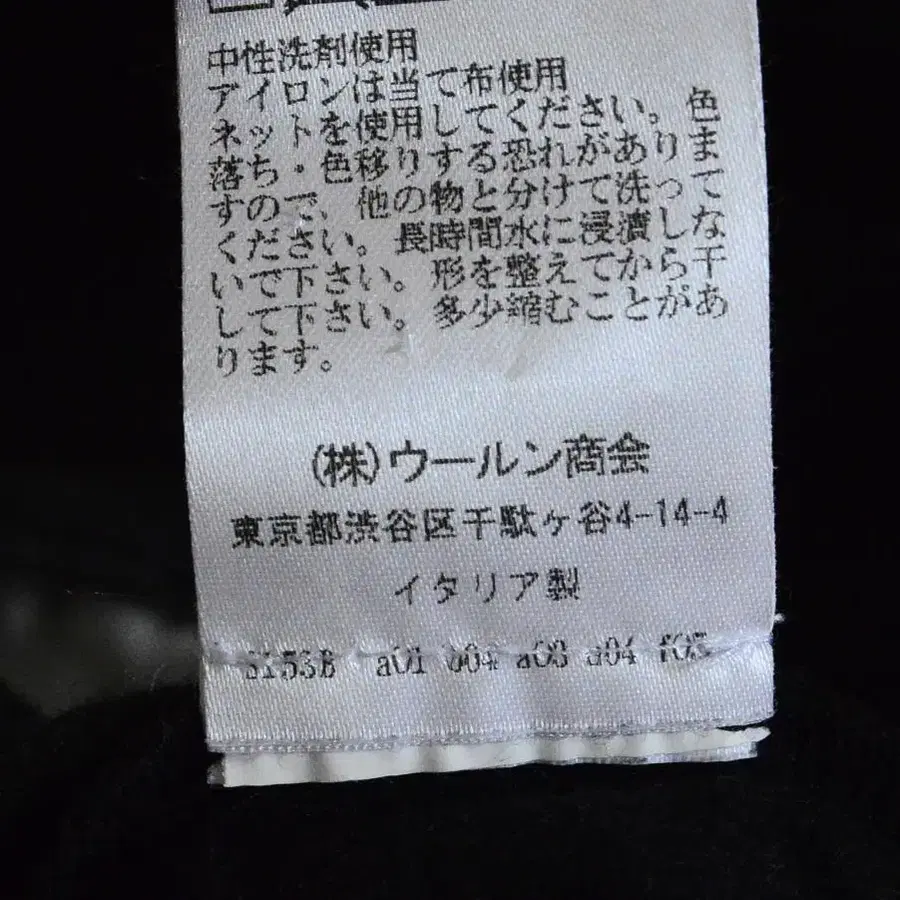 中性洗剤使用
アイロンは当て布使用
ネットを使用してください。色
落ち・色移りする恐れがありま
すので、他の物と分けて洗って
ください。長時間水に浸漬しな
いで下さい。形を整えてから干
して下さい。多少縮むことがあ
ります。
(株)ウールン商会
東京都渋谷区千駄ヶ谷4-14-4
イタリア製
a01 b04 a08 a04 f05